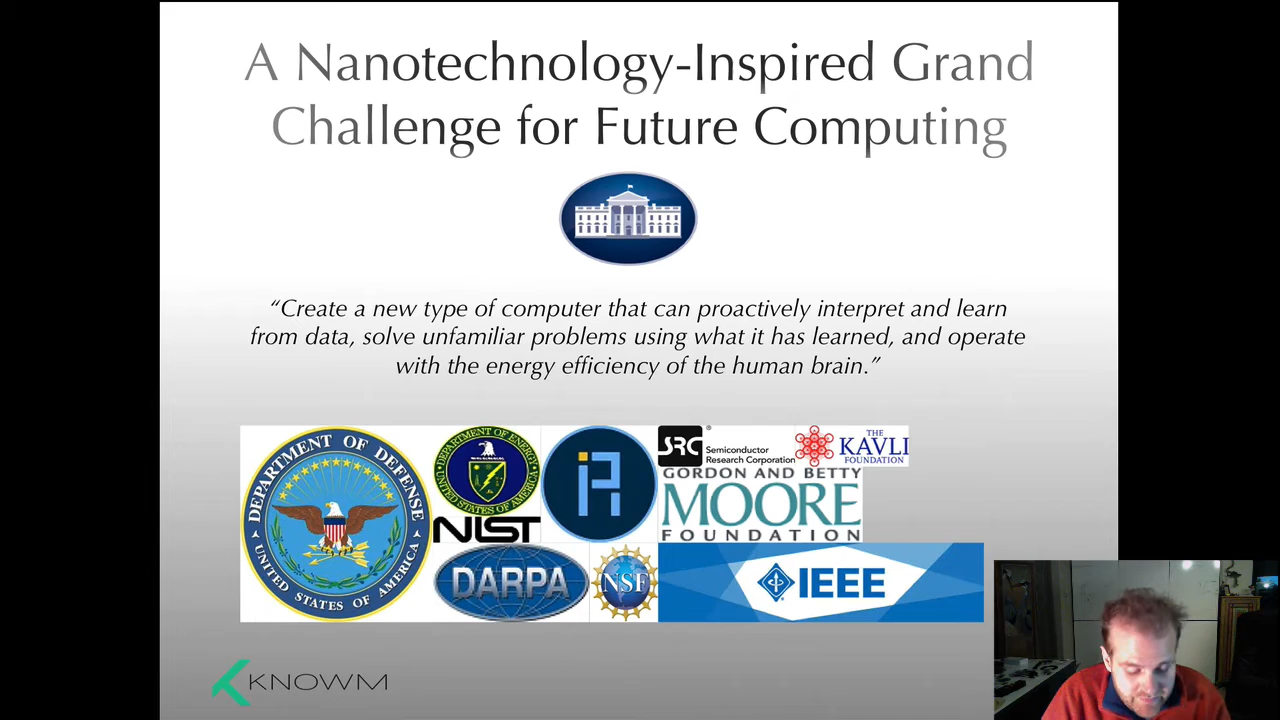 A Nanotechnology-Inspired Grand
Challenge for Future Computing
“Create a new type of computer that can proactively interpret and learn
from data, solve unfamiliar problems using what it has learned, and operate
with the energy efficiency of the human brain.”
DEPARTMENT OF DEFENSE
UNITED STATES OF AMERICA
DEPARTMENT OF ENERGY
UNITED STATES OF AMERICA
NIST
DARPA
NSF
SRC
®
Semiconductor
Research Corporation
THE
KAVLI
FOUNDATION
GORDON AND BETTY
MOORE
FOUNDATION
IEEE
KNOWM